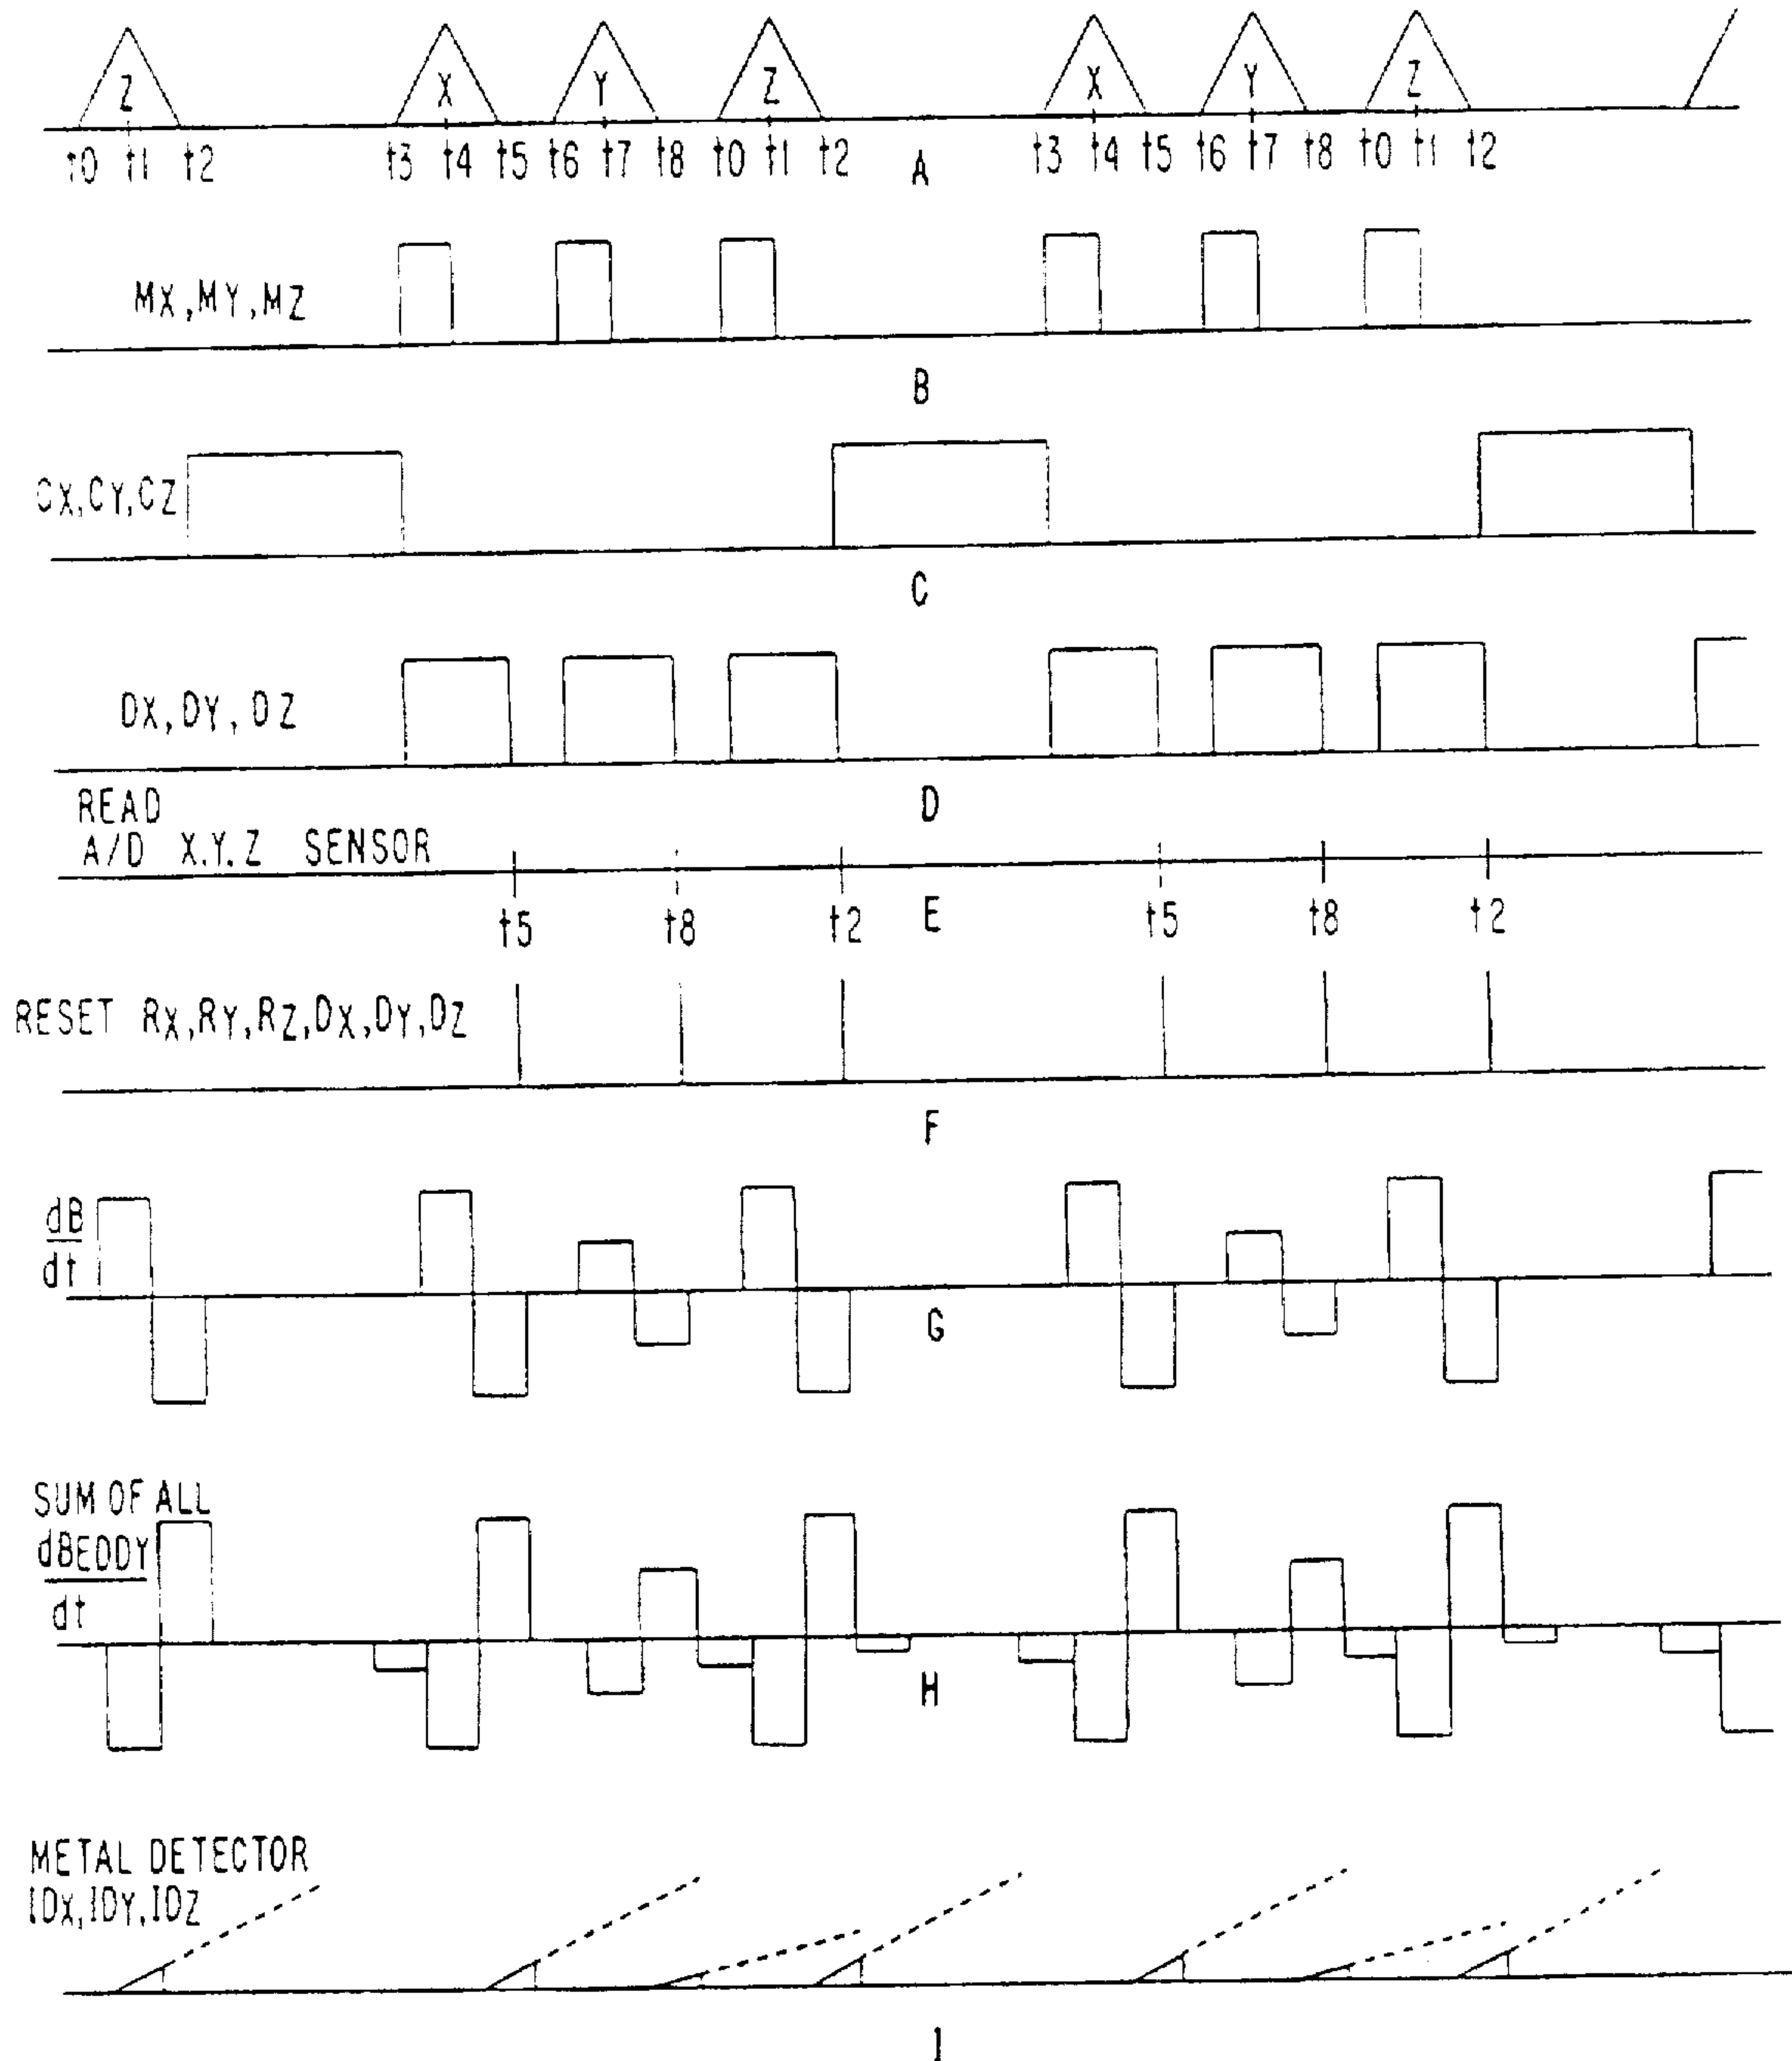 Z X Y Z X Y Z
t0 t1 t2 t3 t4 t5 t6 t7 t8 t0 t1 t2 t3 t4 t5 t6 t7 t8 t0 t1 t2
A
MX,MY,MZ
B
CX,CY,CZ
C
DX,DY,DZ
D
READ
A/D X.Y.Z SENSOR
t5 t8 t2 t5 t8 t2
E
RESET RX,RY,RZ,DX,DY,DZ
F
dB
dt
G
SUM OF ALL
dBEDDY
dt
H
METAL DETECTOR
IDX,IDY,IDZ
I